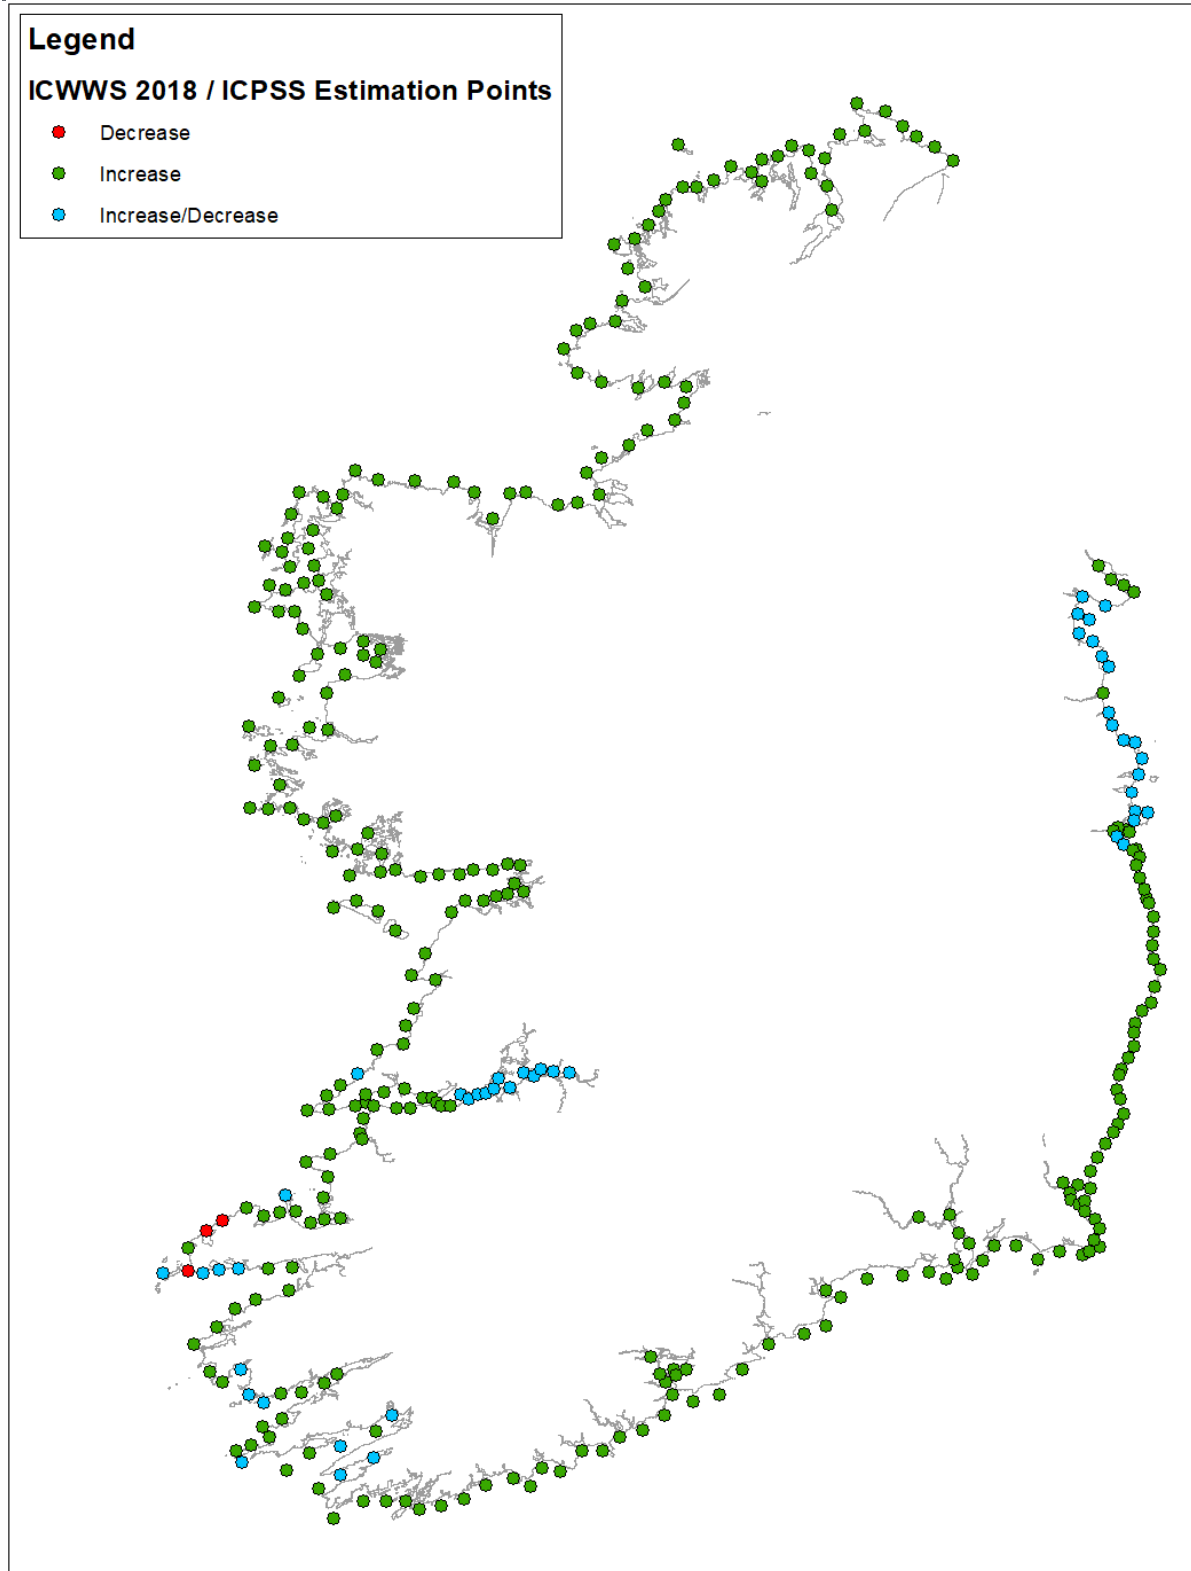 Legend
ICWWS 2018 / ICPSS Estimation Points
Decrease
Increase
Increase/Decrease